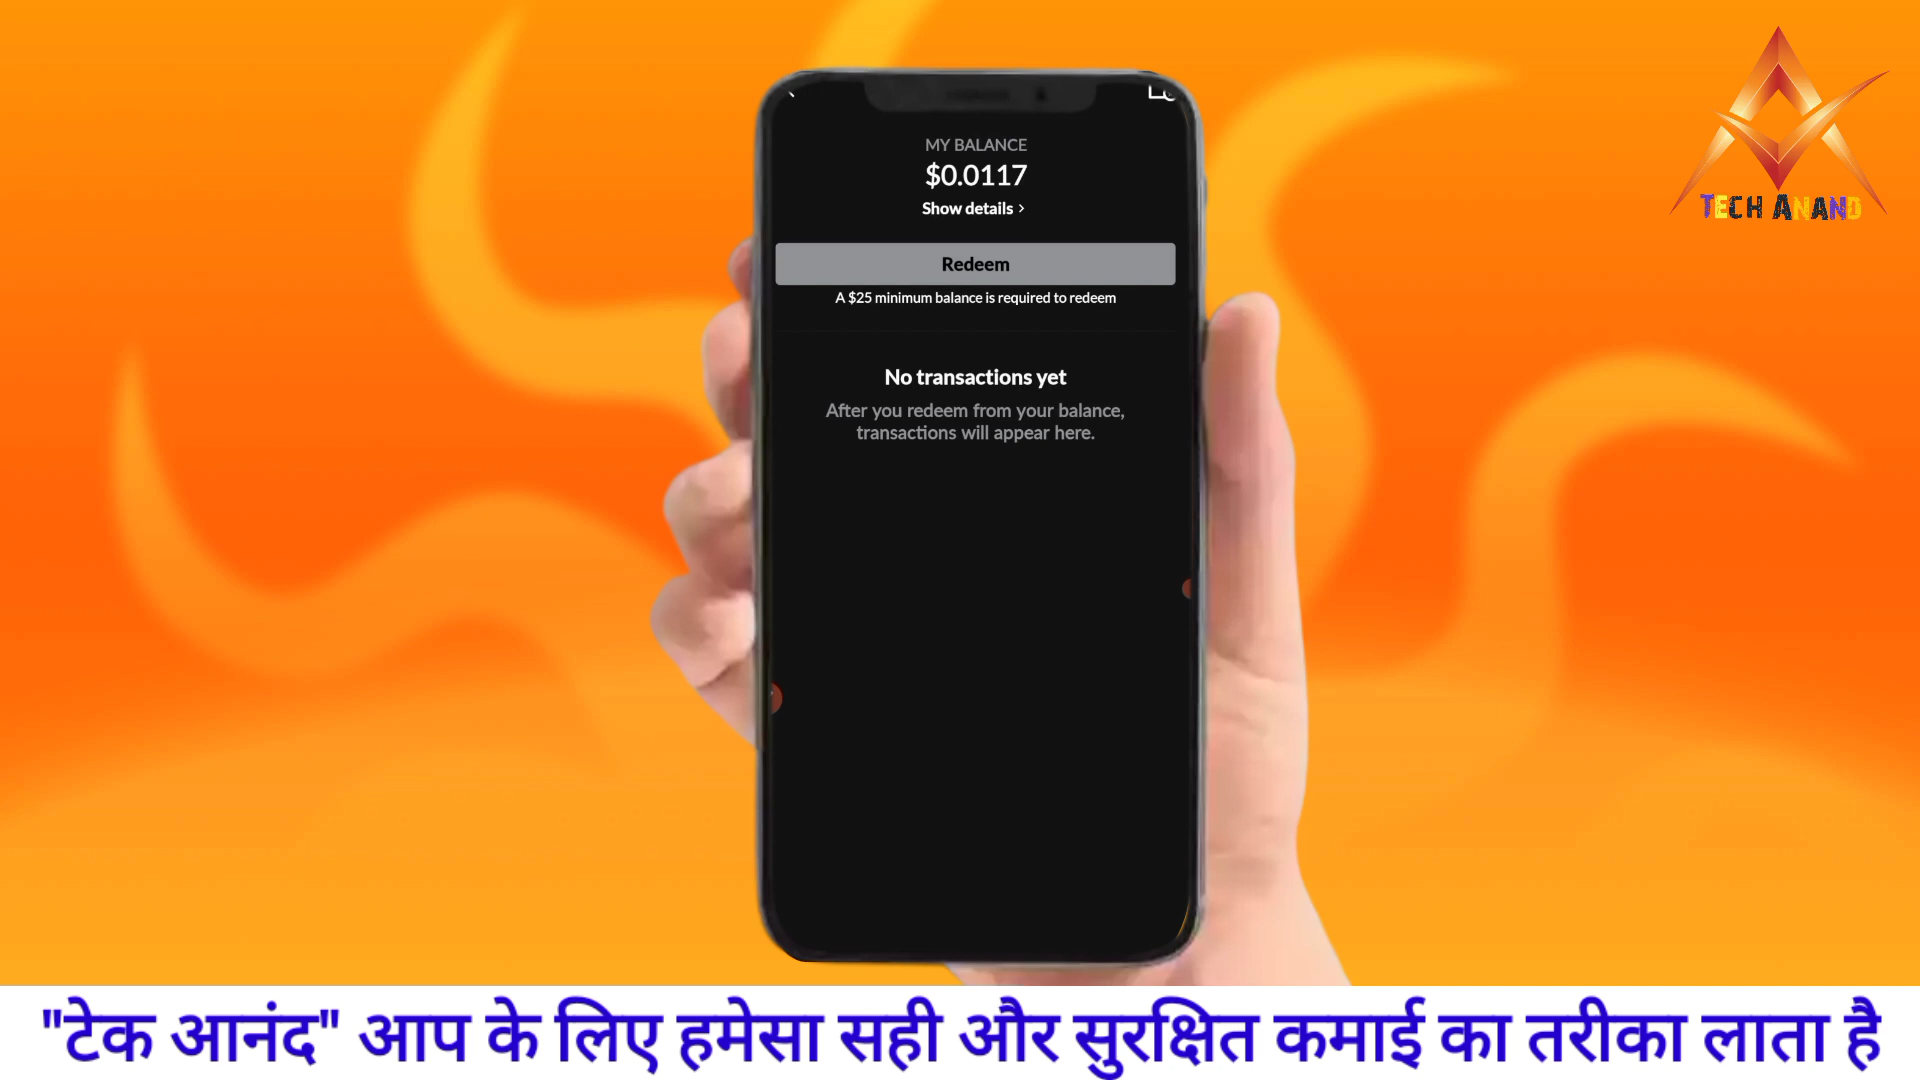 TECH ANAND
MY BALANCE
$0.0117
Show details >
Redeem
A $25 minimum balance is required to redeem
No transactions yet
After you redeem from your balance,
transactions will appear here.
"टेक आनंद" आप के लिए हमेसा सही और सुरक्षित कमाई का तरीका लाता है